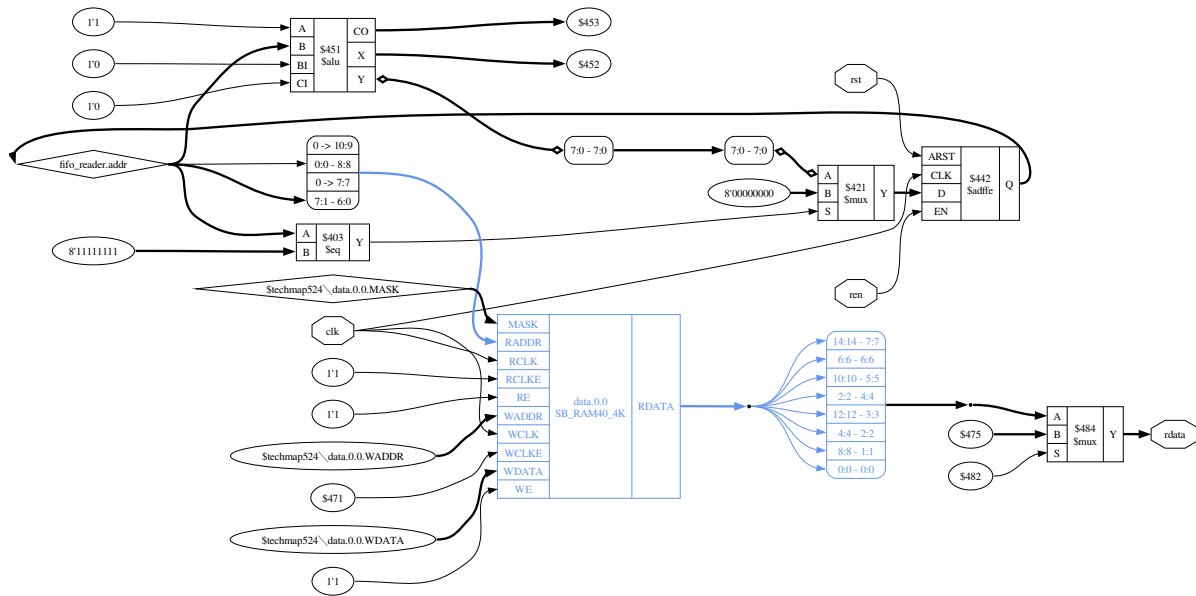 1'1
1'0
1'0
A
B
BI
CI
$451
$alu
CO
X
Y
$453
$452
rst
fifo_reader.addr
0 -> 10:9
0:0 - 8:8
0 -> 7:7
7:1 - 6:0
7:0 - 7:0
7:0 - 7:0
8'00000000
A
B
S
$421
$mux
Y
ARST
CLK
D
EN
$442
$adffe
Q
8'11111111
A
B
$403
$eq
Y
$techmap524\data.0.0.MASK
ren
clk
1'1
1'1
$techmap524\data.0.0.WADDR
$471
$techmap524\data.0.0.WDATA
1'1
MASK
RADDR
RCLK
RCLKE
RE
WADDR
WCLK
WCLKE
WDATA
WE
data.0.0
SB_RAM40_4K
RDATA
14:14 - 7:7
6:6 - 6:6
10:10 - 5:5
2:2 - 4:4
12:12 - 3:3
4:4 - 2:2
8:8 - 1:1
0:0 - 0:0
$475
$482
A
B
S
$484
$mux
Y
rdata